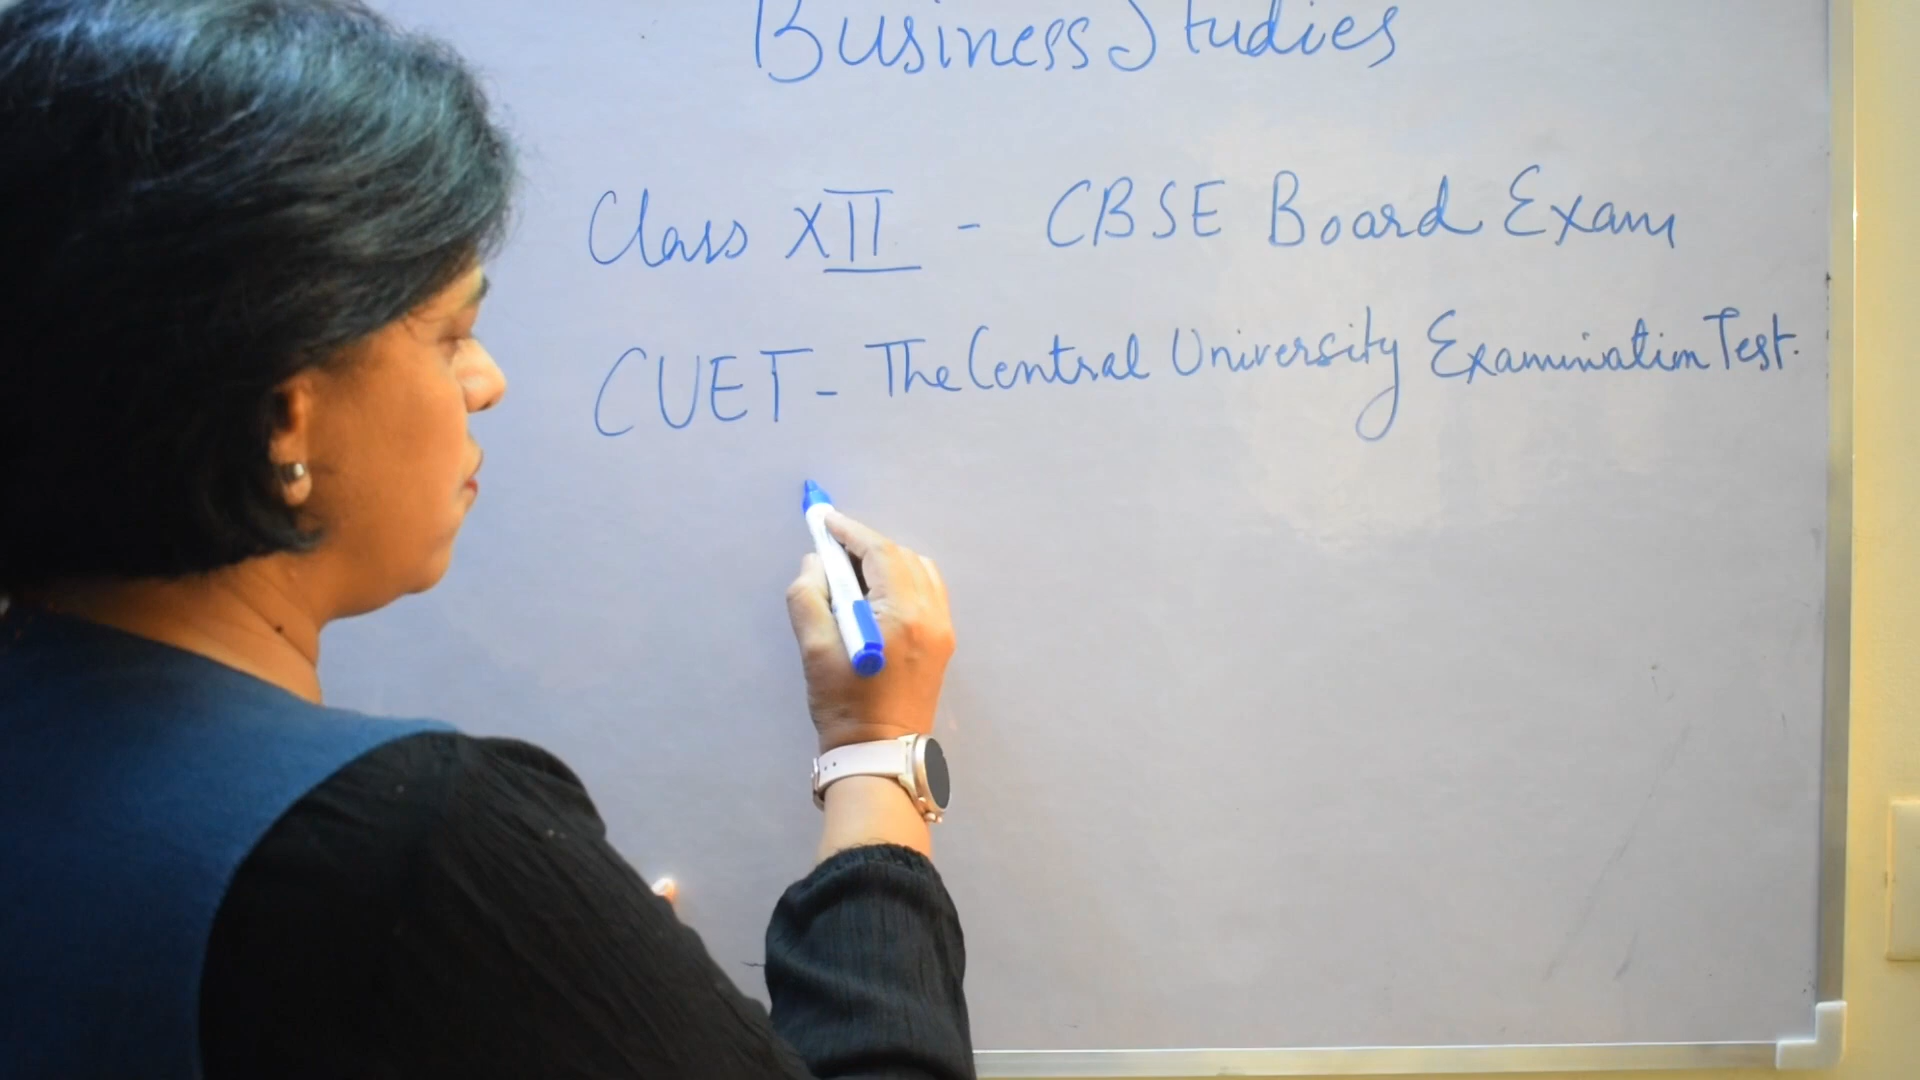 Business Studies
Class XII - CBSE Board Exam
CUET - The Central University Examination Test.